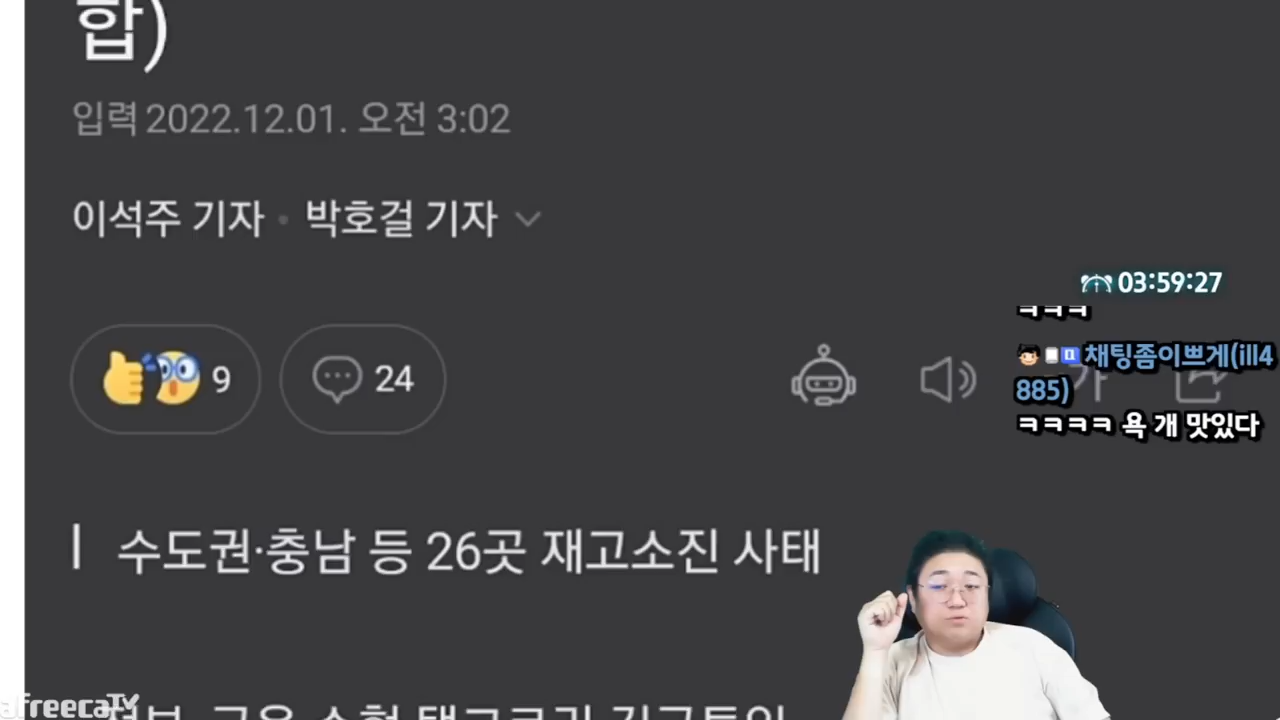 합)
입력 2022.12.01. 오전 3:02
이석주 기자 · 박호걸 기자
03:59:27
ㅋㅋㅋ
채팅좀이쁘게(ill4
885)
9
24
가
ㅋㅋㅋㅋ 욕 개 맛있다
수도권·충남 등 26곳 재고소진 사태
afreecaTV